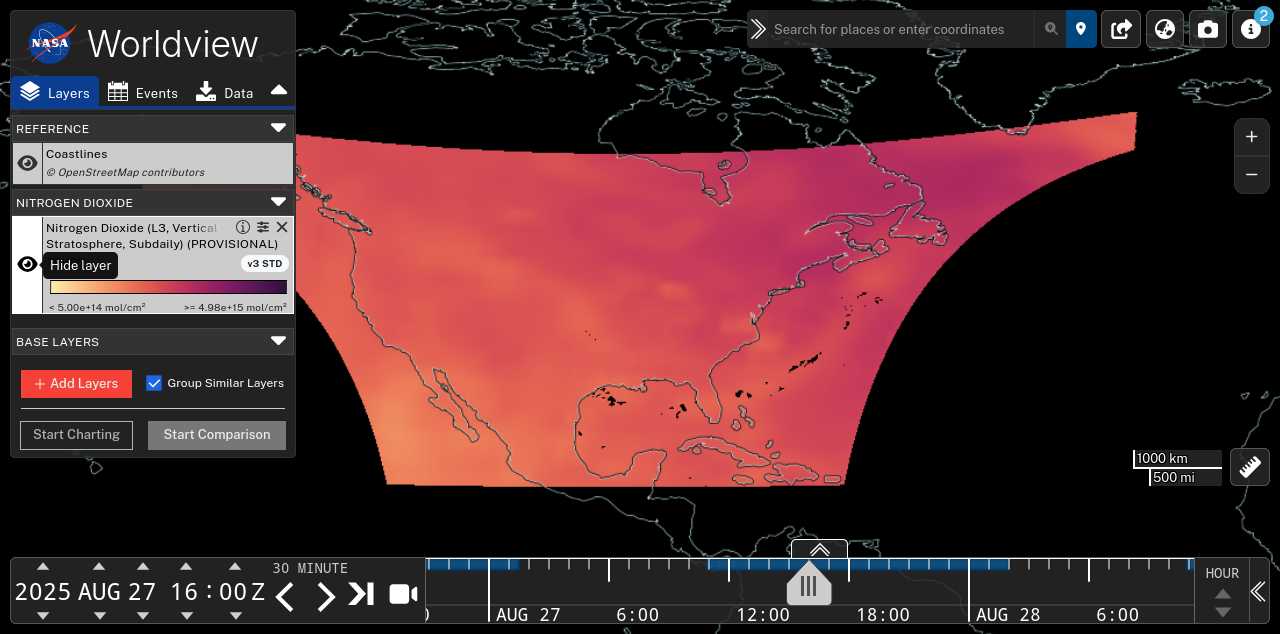 NASA Worldview
Search for places or enter coordinates
2
Layers Events Data
REFERENCE
Coastlines
© OpenStreetMap contributors
NITROGEN DIOXIDE
Nitrogen Dioxide (L3, Vertical
Stratosphere, Subdaily) (PROVISIONAL)
Hide layer
v3 STD
< 5.00e+14 mol/cm² >= 4.98e+15 mol/cm²
BASE LAYERS
+ Add Layers Group Similar Layers
Start Charting Start Comparison
+
−
1000 km
500 mi
2025 AUG 27 16:00 Z
30 MINUTE
AUG 27 6:00 12:00 18:00 AUG 28 6:00
HOUR